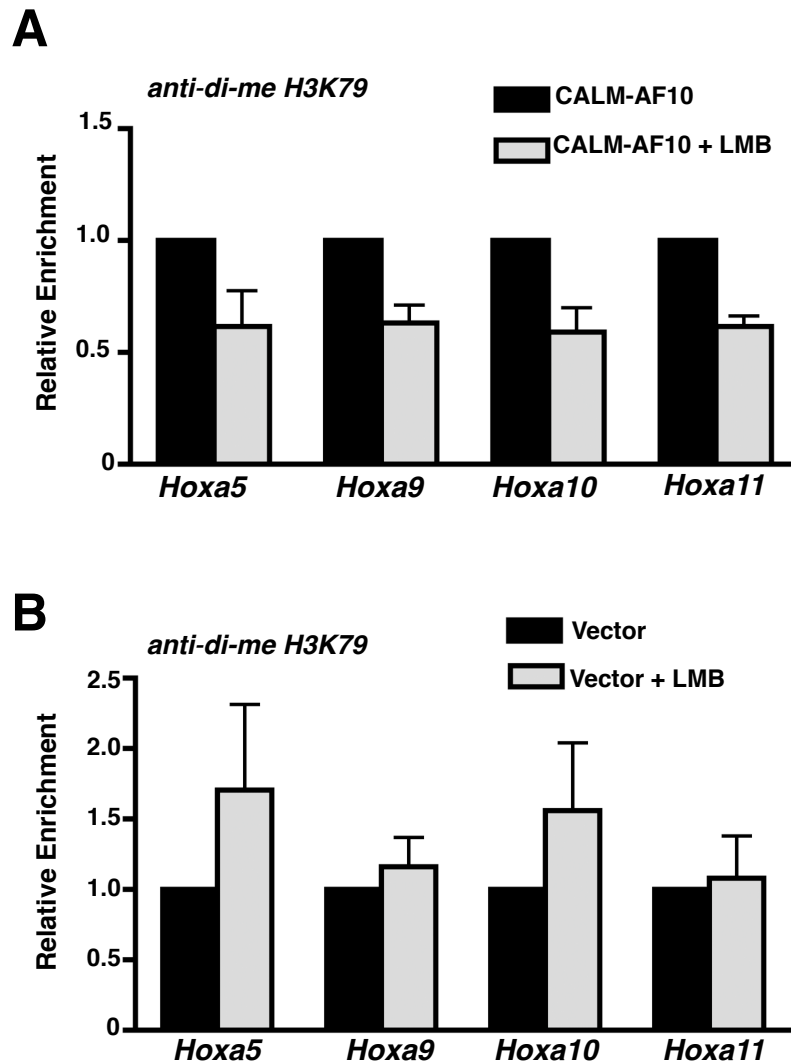 A
anti-di-me H3K79
CALM-AF10
CALM-AF10 + LMB
Relative Enrichment
1.5
1.0
0.5
0
Hoxa5 Hoxa9 Hoxa10 Hoxa11
B
anti-di-me H3K79
Vector
Vector + LMB
Relative Enrichment
2.5
2.0
1.5
1.0
0.5
0
Hoxa5 Hoxa9 Hoxa10 Hoxa11